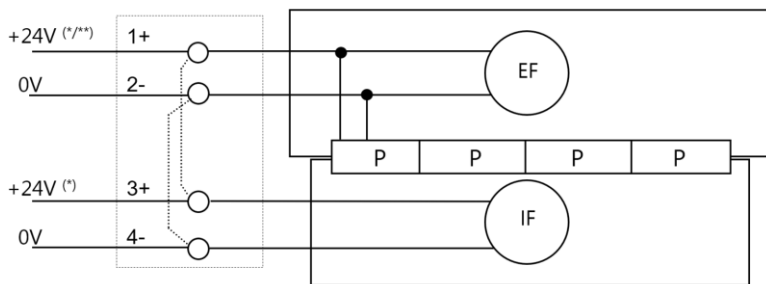 +24V (*/**) 1+
EF
0V 2-
P P P P
+24V (*) 3+
IF
0V 4-